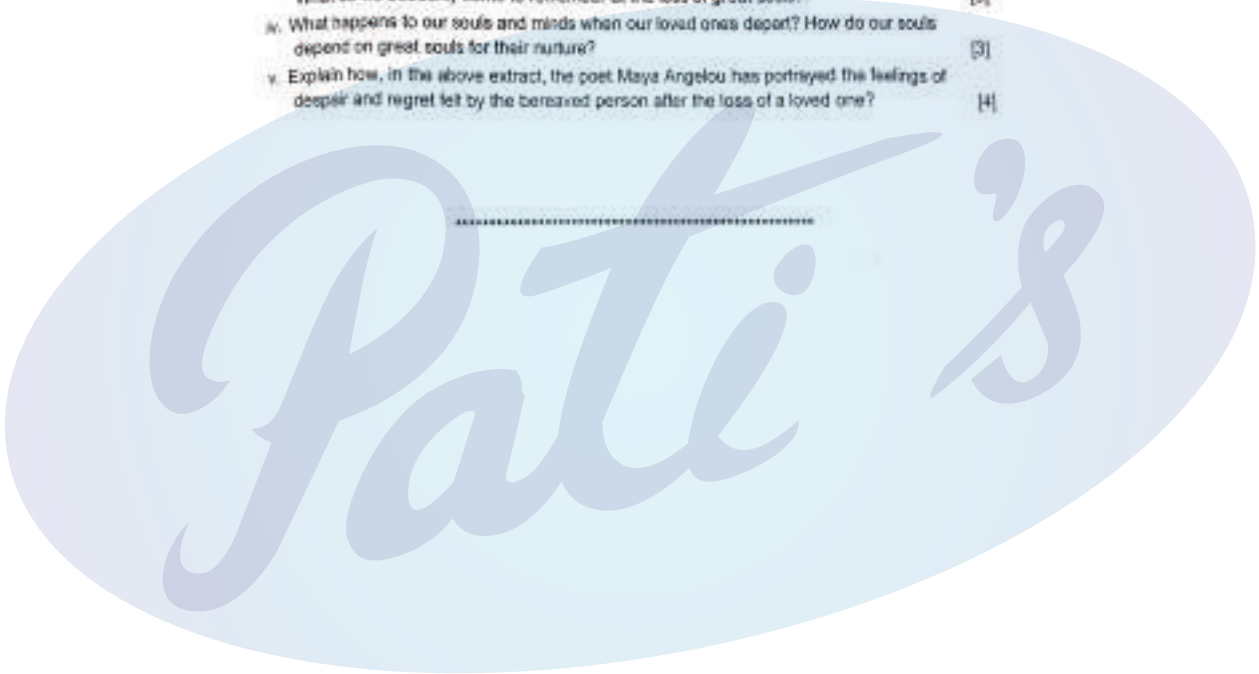 iv. What happens to our souls and minds when our loved ones depart? How do our souls
depend on great souls for their nurture? [3]
v. Explain how, in the above extract, the poet Maya Angelou has portrayed the feelings of
despair and regret felt by the bereaved person after the loss of a loved one? [4]
Pati's